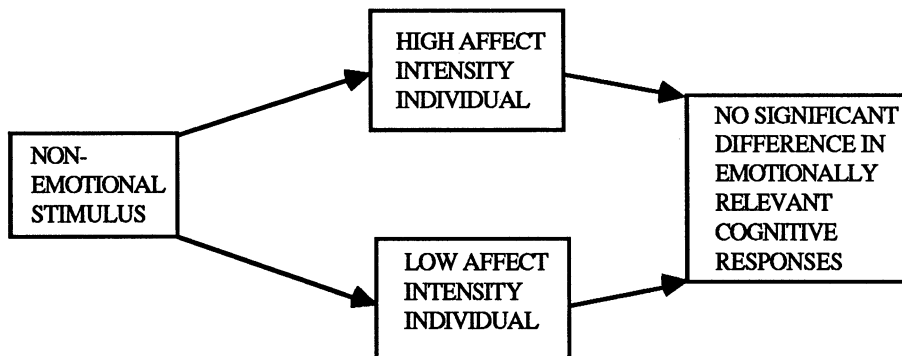 NON-
EMOTIONAL
STIMULUS
HIGH AFFECT
INTENSITY
INDIVIDUAL
LOW AFFECT
INTENSITY
INDIVIDUAL
NO SIGNIFICANT
DIFFERENCE IN
EMOTIONALLY
RELEVANT
COGNITIVE
RESPONSES